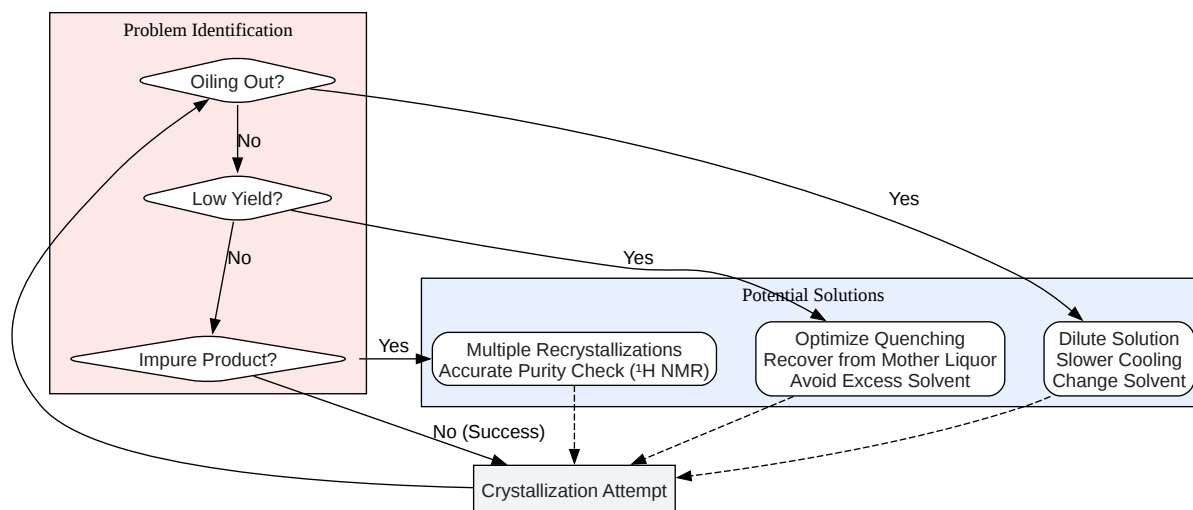 Problem Identification
Oiling Out?
No
Yes
Low Yield?
No
Yes
Potential Solutions
Impure Product?
Yes
Multiple Recrystallizations
Accurate Purity Check (¹H NMR)
Optimize Quenching
Recover from Mother Liquor
Avoid Excess Solvent
Dilute Solution
Slower Cooling
Change Solvent
No (Success)
Crystallization Attempt